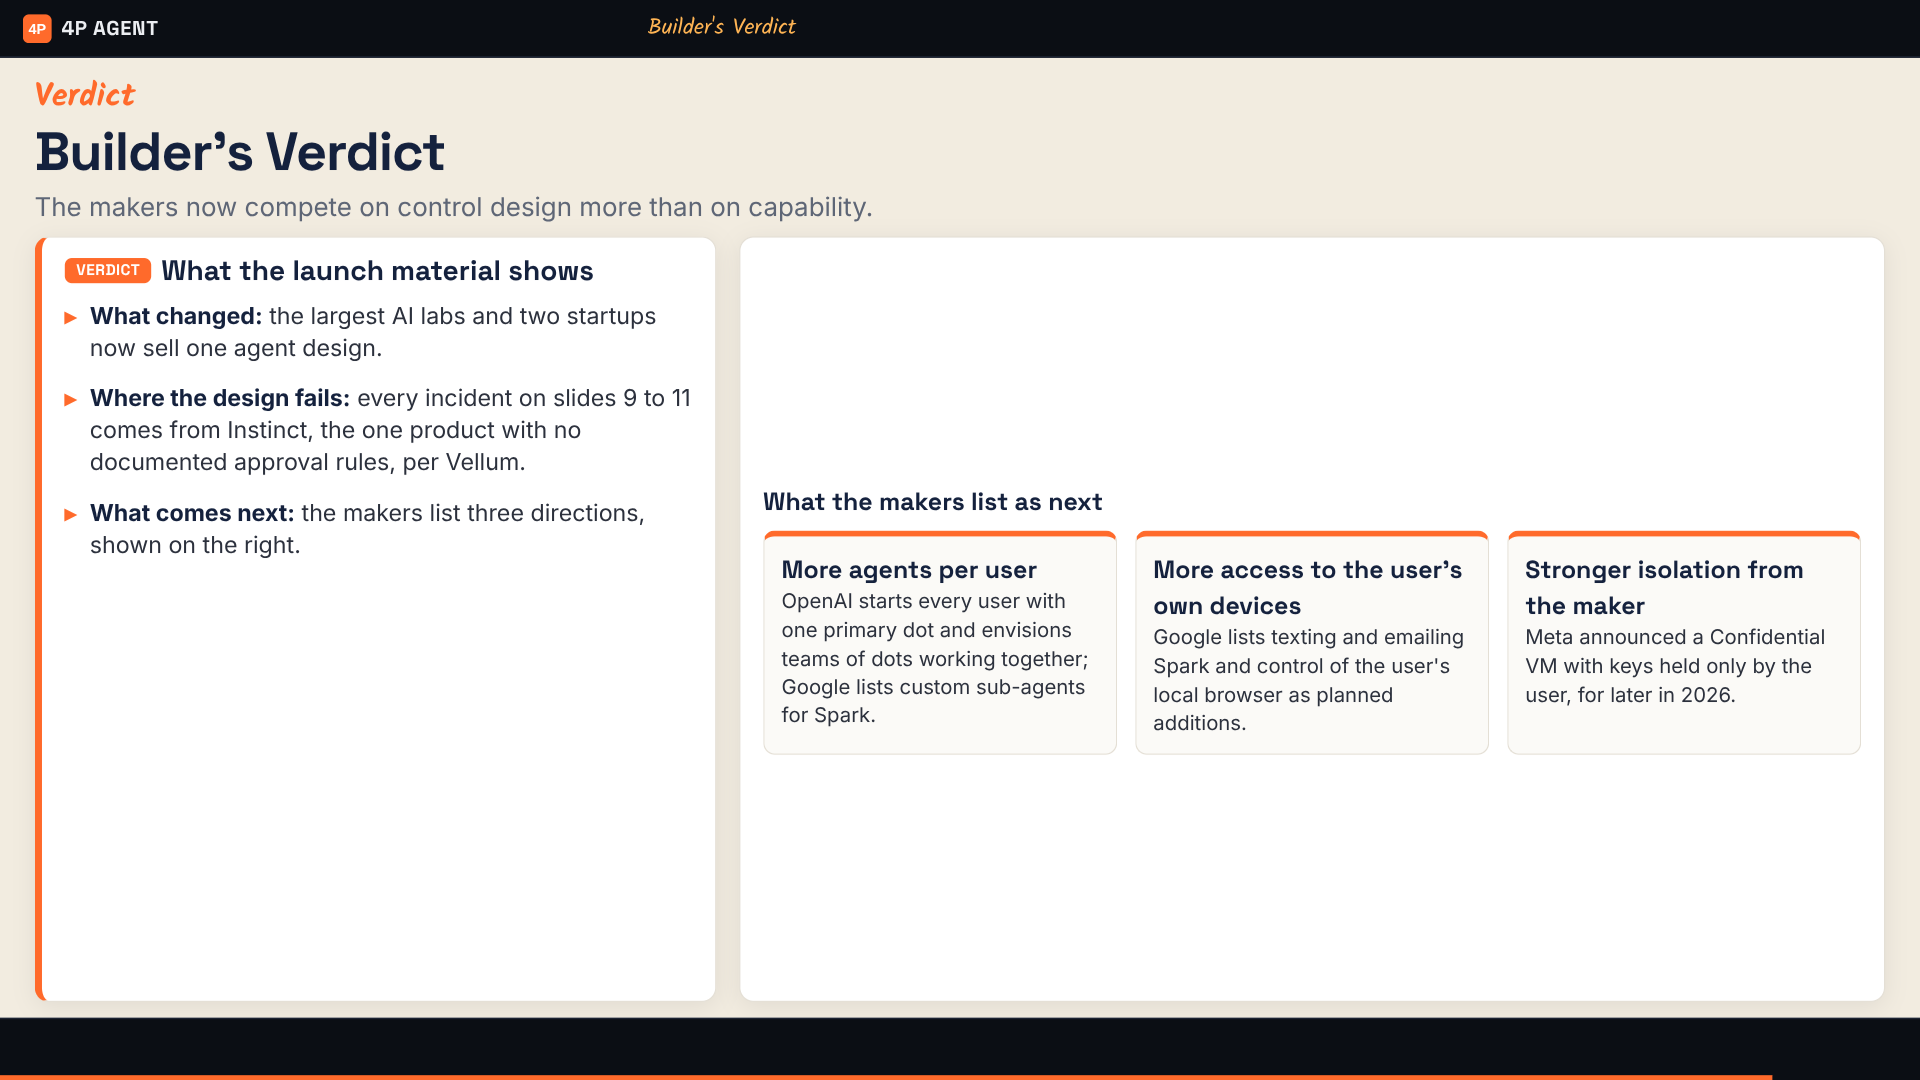 4P 4P AGENT
Builder's Verdict
Verdict
Builder’s Verdict
The makers now compete on control design more than on capability.
VERDICT What the launch material shows
▶ What changed: the largest AI labs and two startups
now sell one agent design.
▶ Where the design fails: every incident on slides 9 to 11
comes from Instinct, the one product with no
documented approval rules, per Vellum.
▶ What comes next: the makers list three directions,
shown on the right.
What the makers list as next
More agents per user
OpenAI starts every user with
one primary dot and envisions
teams of dots working together;
Google lists custom sub-agents
for Spark.
More access to the user’s
own devices
Google lists texting and emailing
Spark and control of the user's
local browser as planned
additions.
Stronger isolation from
the maker
Meta announced a Confidential
VM with keys held only by the
user, for later in 2026.